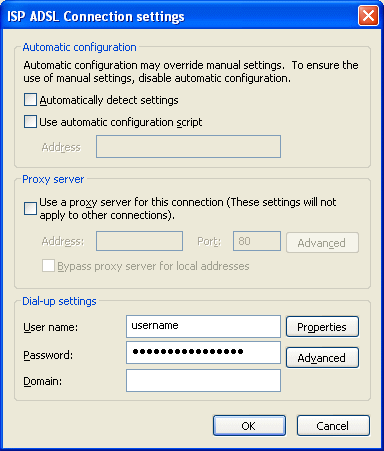 ISP ADSL Connection settings
Automatic configuration
Automatic configuration may override manual settings. To ensure the
use of manual settings, disable automatic configuration.
Automatically detect settings
Use automatic configuration script
Address
Proxy server
Use a proxy server for this connection (These settings will not
apply to other connections).
Address: Port: 80 Advanced
Bypass proxy server for local addresses
Dial-up settings
User name: username Properties
Password: ●●●●●●●●●●●●●●●● Advanced
Domain:
OK Cancel